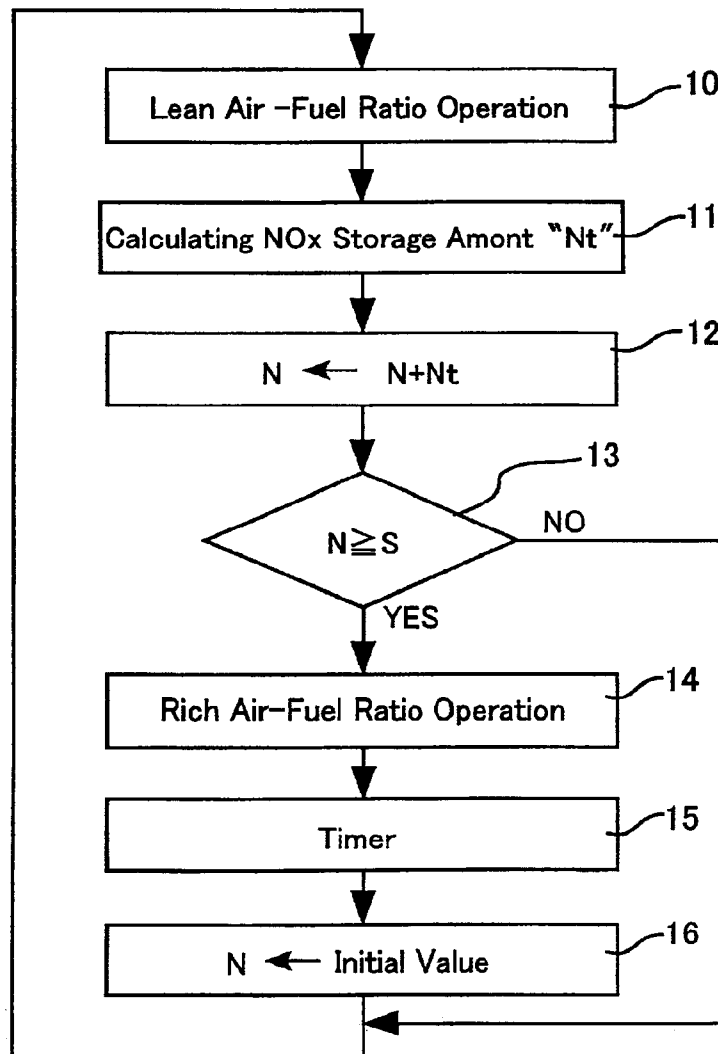 10
Lean Air-Fuel Ratio Operation
11
Calculating NOx Storage Amont "Nt"
12
N ← N+Nt
13
N≧S
NO
YES
14
Rich Air-Fuel Ratio Operation
15
Timer
16
N ← Initial Value